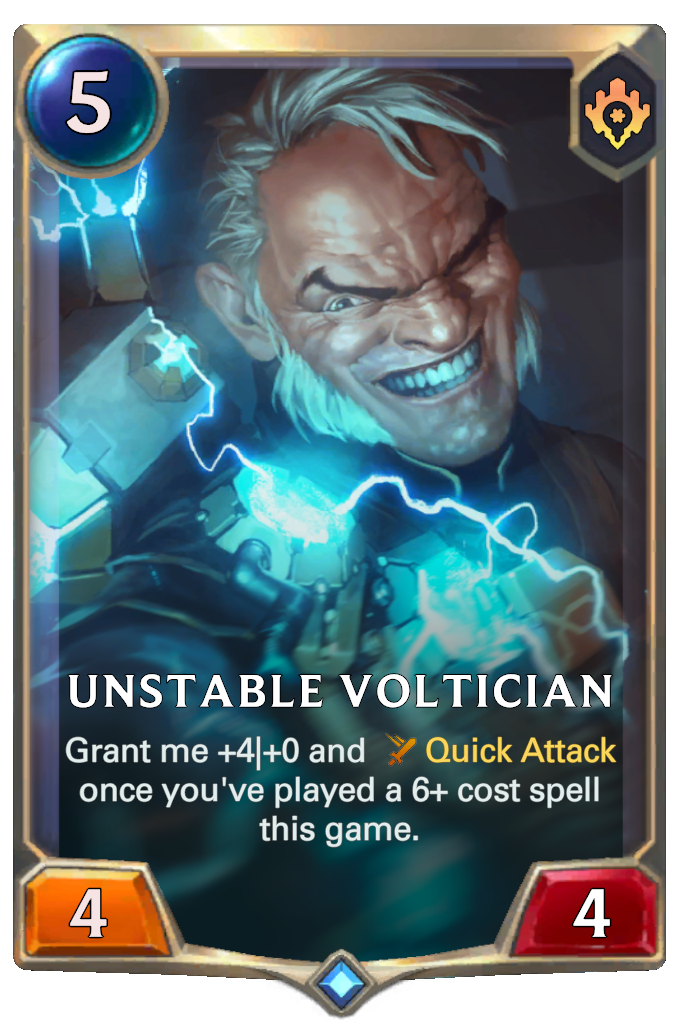 5
UNSTABLE VOLTICIAN
Grant me +4|+0 and Quick Attack
once you've played a 6+ cost spell
this game.
4
4